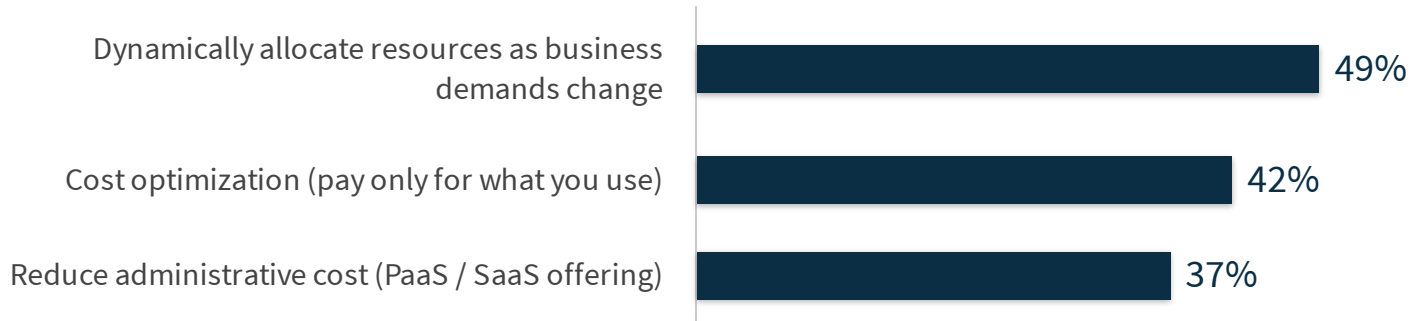 Dynamically allocate resources as business
demands change
49%
Cost optimization (pay only for what you use)
42%
Reduce administrative cost (PaaS / SaaS offering)
37%